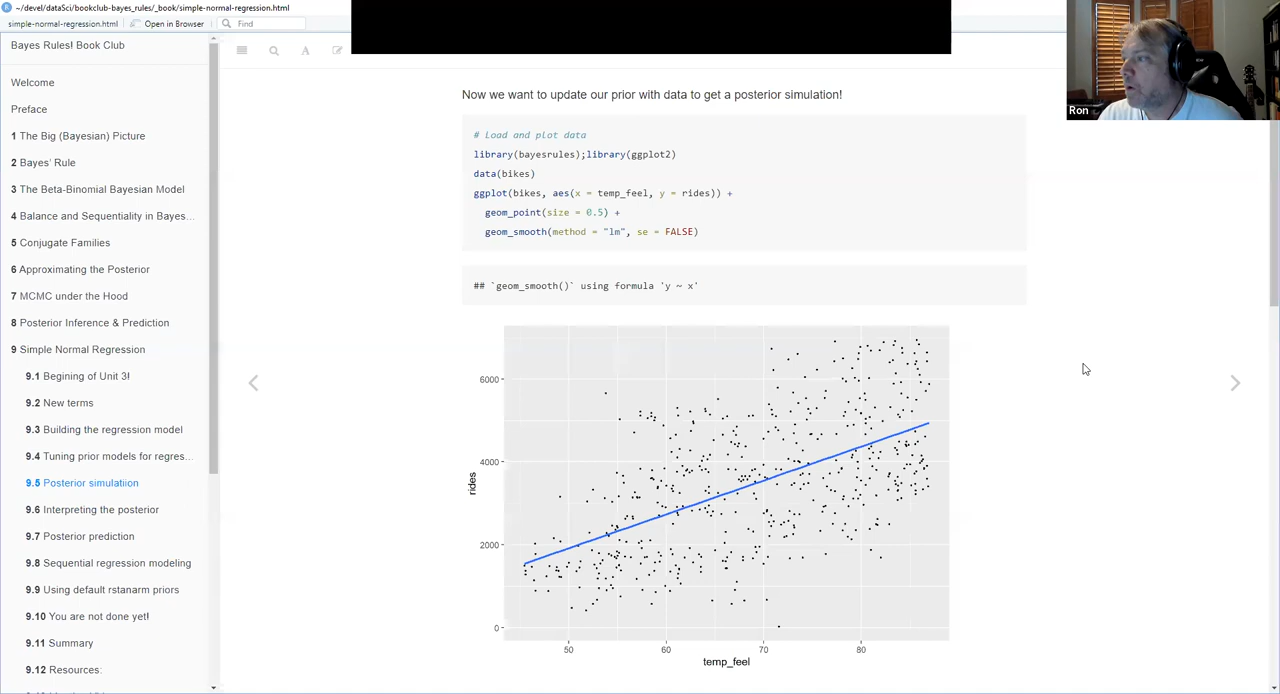 ~/devel/dataSci/bookclub-bayes_rules/_book/simple-normal-regression.html
simple-normal-regression.html
Open in Browser
Find
Bayes Rules! Book Club
Welcome
Preface
1 The Big (Bayesian) Picture
2 Bayes' Rule
3 The Beta-Binomial Bayesian Model
4 Balance and Sequentiality in Bayes...
5 Conjugate Families
6 Approximating the Posterior
7 MCMC under the Hood
8 Posterior Inference & Prediction
9 Simple Normal Regression
9.1 Begining of Unit 3!
9.2 New terms
9.3 Building the regression model
9.4 Tuning prior models for regres...
9.5 Posterior simulatiion
9.6 Interpreting the posterior
9.7 Posterior prediction
9.8 Sequential regression modeling
9.9 Using default rstanarm priors
9.10 You are not done yet!
9.11 Summary
9.12 Resources:
A
Now we want to update our prior with data to get a posterior simulation!
# Load and plot data
library(bayesrules);library(ggplot2)
data(bikes)
ggplot(bikes, aes(x = temp_feel, y = rides)) +
geom_point(size = 0.5) +
geom_smooth(method = "lm", se = FALSE)
## `geom_smooth()` using formula 'y ~ x'
6000
4000
2000
0
rides
50 60 70 80
temp_feel
Ron